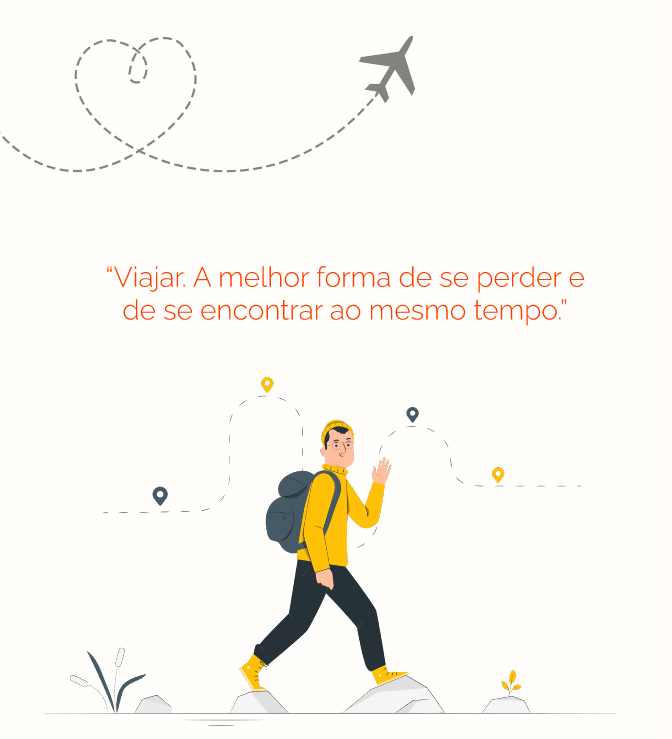 “Viajar. A melhor forma de se perder e
de se encontrar ao mesmo tempo.”